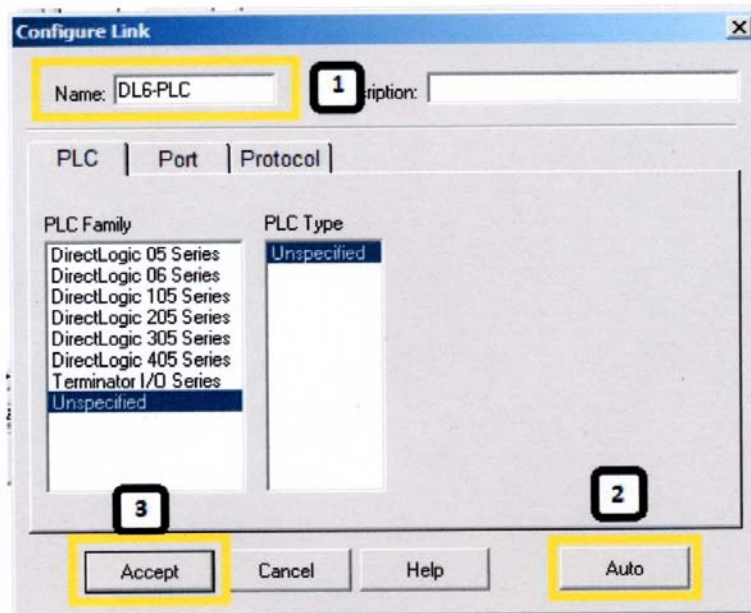 Configure Link
Name: DL6-PLC 1 ription:
PLC Port Protocol
PLC Family PLC Type
DirectLogic 05 Series Unspecified
DirectLogic 06 Series
DirectLogic 105 Series
DirectLogic 205 Series
DirectLogic 305 Series
DirectLogic 405 Series
Terminator I/O Series
Unspecified
3 2
Accept Cancel Help Auto